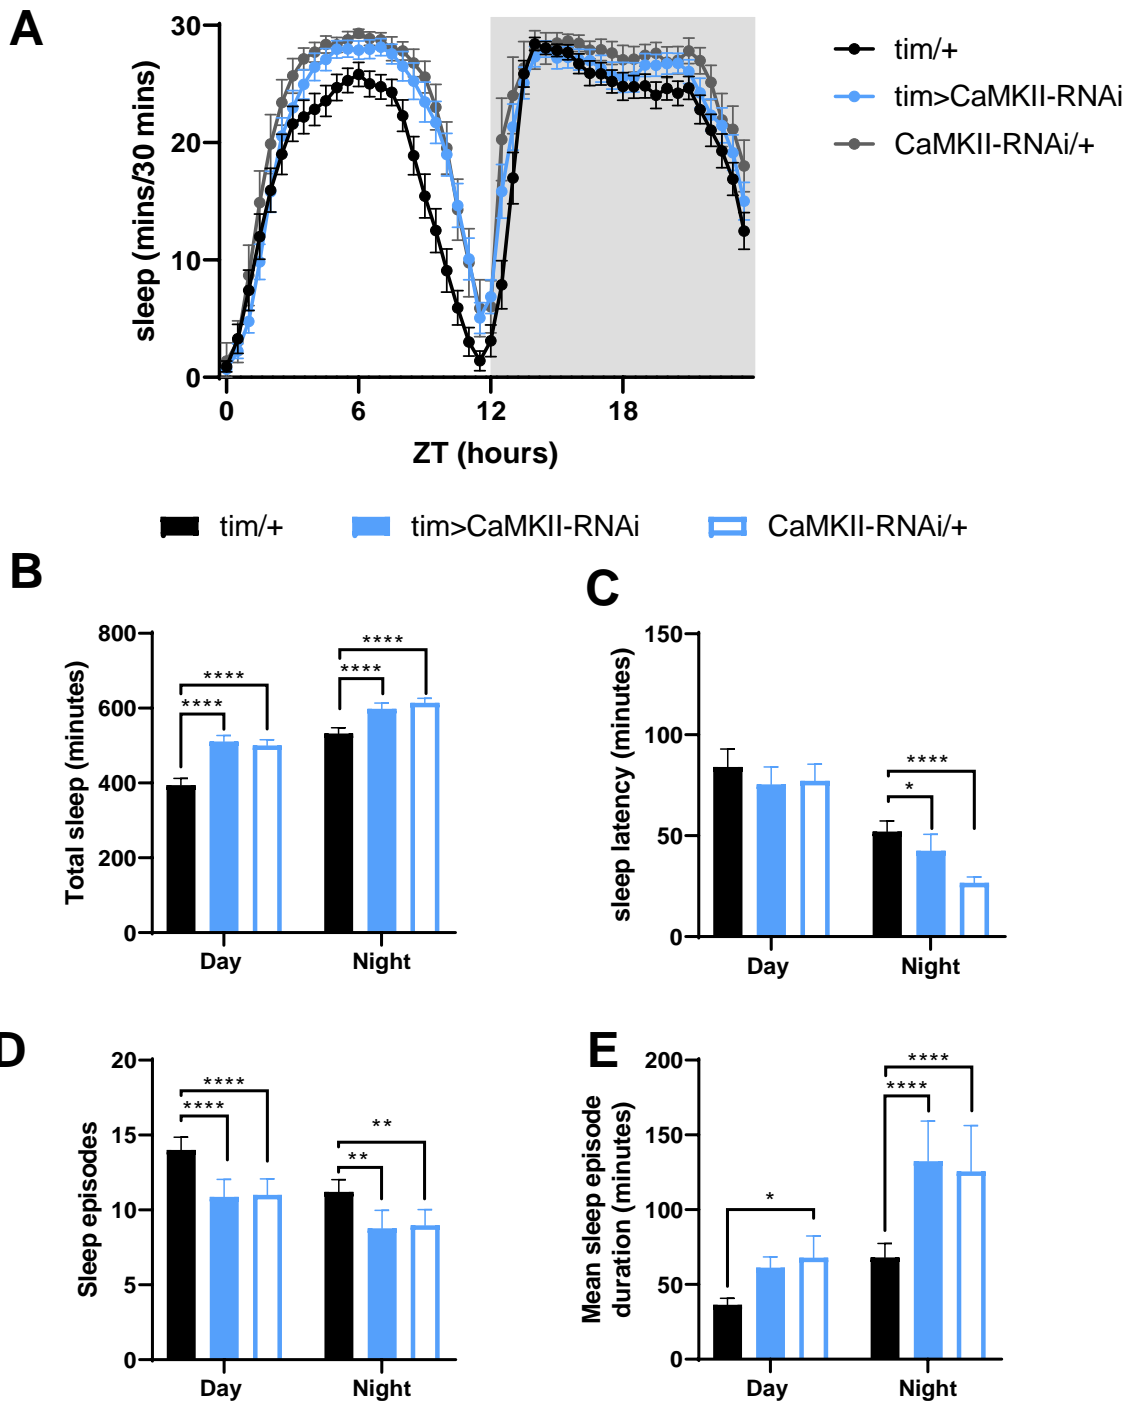 A
sleep (mins/30 mins)
30
20
10
0
0 6 12 18
ZT (hours)
tim/+
tim>CaMKII-RNAi
CaMKII-RNAi/+
tim/+ tim>CaMKII-RNAi CaMKII-RNAi/+
B
Total sleep (minutes)
800
600
400
200
0
****
****
****
****
Day Night
C
sleep latency (minutes)
150
100
50
0
****
*
Day Night
D
Sleep episodes
20
15
10
5
0
****
****
**
**
Day Night
E
Mean sleep episode
duration (minutes)
200
150
100
50
0
*
****
****
Day Night